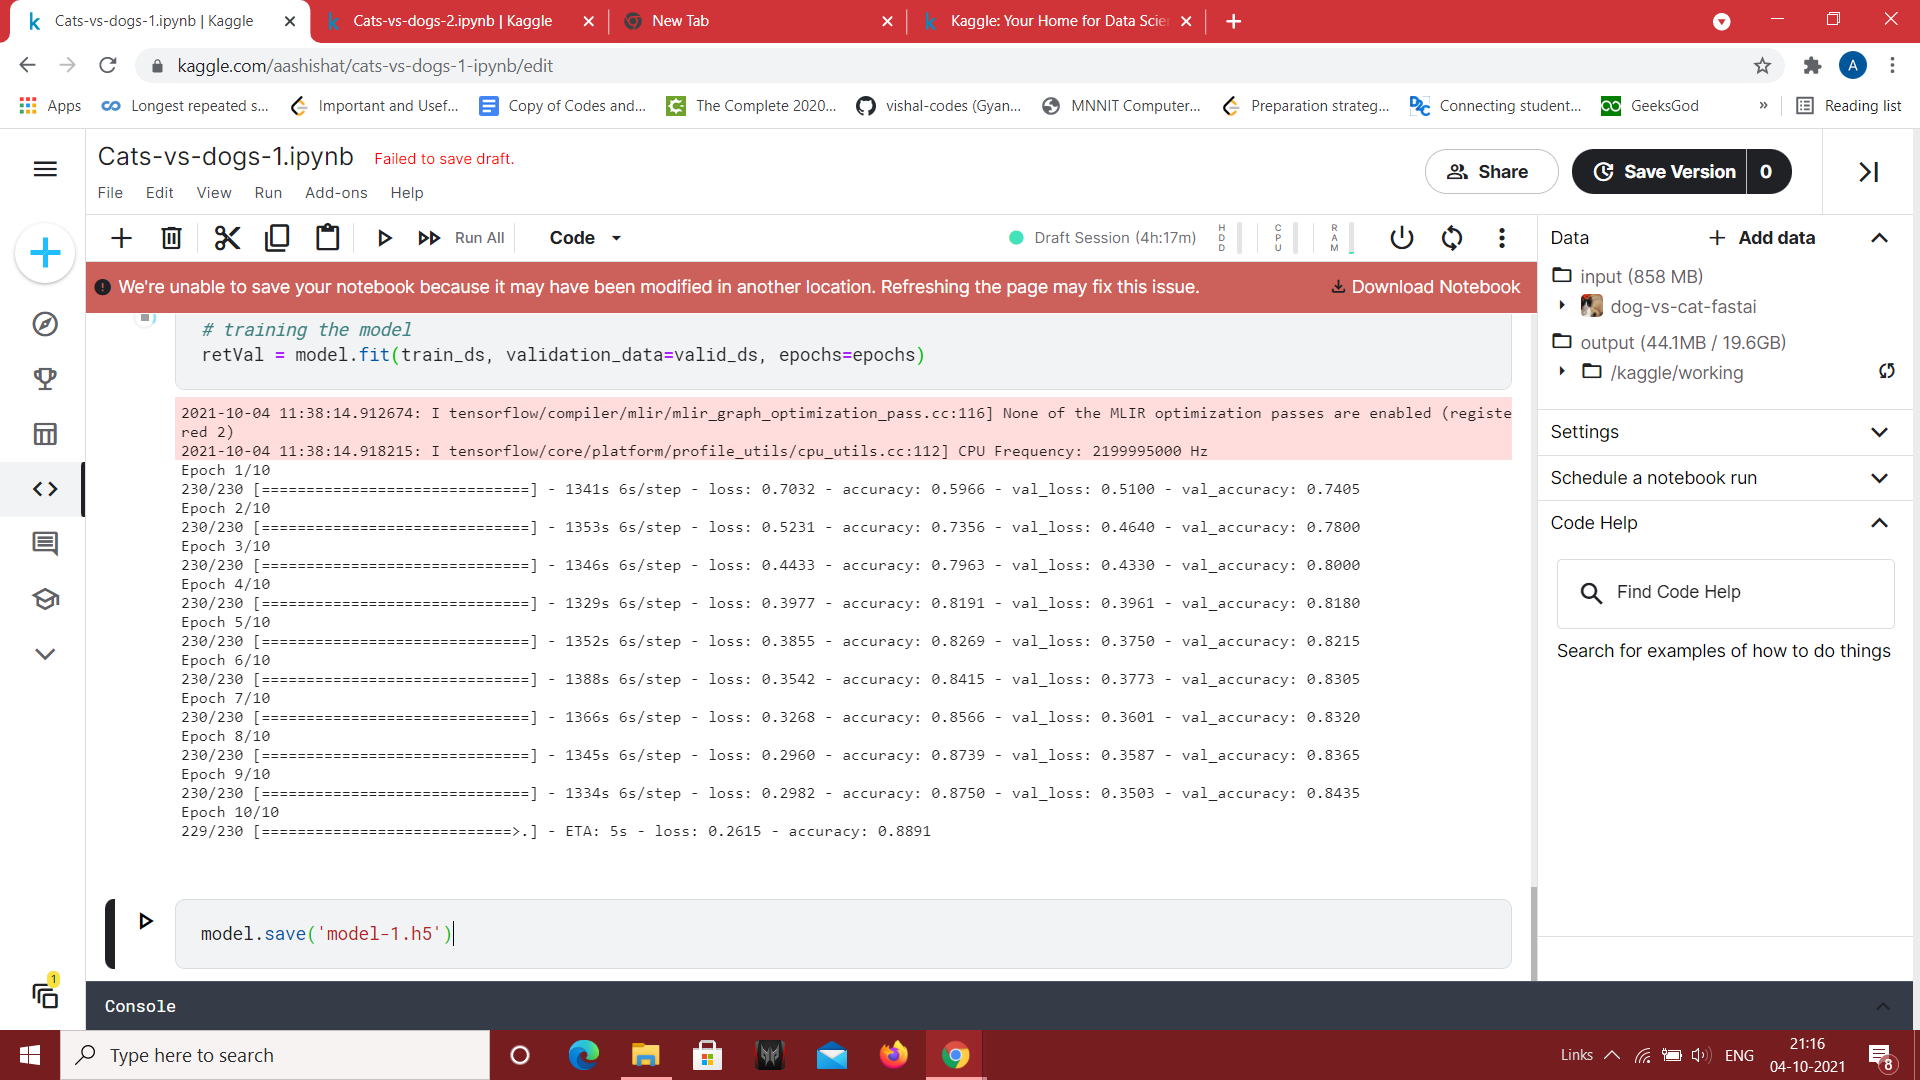 Cats-vs-dogs-1.ipynb | Kaggle
Cats-vs-dogs-2.ipynb | Kaggle
New Tab
Kaggle: Your Home for Data Scien
kaggle.com/aashishat/cats-vs-dogs-1-ipynb/edit
A
Apps
Longest repeated s...
Important and Usef...
Copy of Codes and...
The Complete 2020...
vishal-codes (Gyan...
MNNIT Computer...
Preparation strateg...
Connecting student...
GeeksGod
»
Reading list
Cats-vs-dogs-1.ipynb
Failed to save draft.
File Edit View Run Add-ons Help
Share
Save Version 0
Run All
Code
Draft Session (4h:17m)
HDD
CPU
RAM
Data
+ Add data
We're unable to save your notebook because it may have been modified in another location. Refreshing the page may fix this issue.
Download Notebook
input (858 MB)
dog-vs-cat-fastai
output (44.1MB / 19.6GB)
/kaggle/working
Settings
Schedule a notebook run
Code Help
Find Code Help
Search for examples of how to do things
# training the model
retVal = model.fit(train_ds, validation_data=valid_ds, epochs=epochs)
2021-10-04 11:38:14.912674: I tensorflow/compiler/mlir/mlir_graph_optimization_pass.cc:116] None of the MLIR optimization passes are enabled (registe
red 2)
2021-10-04 11:38:14.918215: I tensorflow/core/platform/profile_utils/cpu_utils.cc:112] CPU Frequency: 2199995000 Hz
Epoch 1/10
230/230 [==============================] - 1341s 6s/step - loss: 0.7032 - accuracy: 0.5966 - val_loss: 0.5100 - val_accuracy: 0.7405
Epoch 2/10
230/230 [==============================] - 1353s 6s/step - loss: 0.5231 - accuracy: 0.7356 - val_loss: 0.4640 - val_accuracy: 0.7800
Epoch 3/10
230/230 [==============================] - 1346s 6s/step - loss: 0.4433 - accuracy: 0.7963 - val_loss: 0.4330 - val_accuracy: 0.8000
Epoch 4/10
230/230 [==============================] - 1329s 6s/step - loss: 0.3977 - accuracy: 0.8191 - val_loss: 0.3961 - val_accuracy: 0.8180
Epoch 5/10
230/230 [==============================] - 1352s 6s/step - loss: 0.3855 - accuracy: 0.8269 - val_loss: 0.3750 - val_accuracy: 0.8215
Epoch 6/10
230/230 [==============================] - 1388s 6s/step - loss: 0.3542 - accuracy: 0.8415 - val_loss: 0.3773 - val_accuracy: 0.8305
Epoch 7/10
230/230 [==============================] - 1366s 6s/step - loss: 0.3268 - accuracy: 0.8566 - val_loss: 0.3601 - val_accuracy: 0.8320
Epoch 8/10
230/230 [==============================] - 1345s 6s/step - loss: 0.2960 - accuracy: 0.8739 - val_loss: 0.3587 - val_accuracy: 0.8365
Epoch 9/10
230/230 [==============================] - 1334s 6s/step - loss: 0.2982 - accuracy: 0.8750 - val_loss: 0.3503 - val_accuracy: 0.8435
Epoch 10/10
229/230 [============================>.] - ETA: 5s - loss: 0.2615 - accuracy: 0.8891
model.save('model-1.h5')
1
Console
Type here to search
Links
ENG
21:16
04-10-2021
8